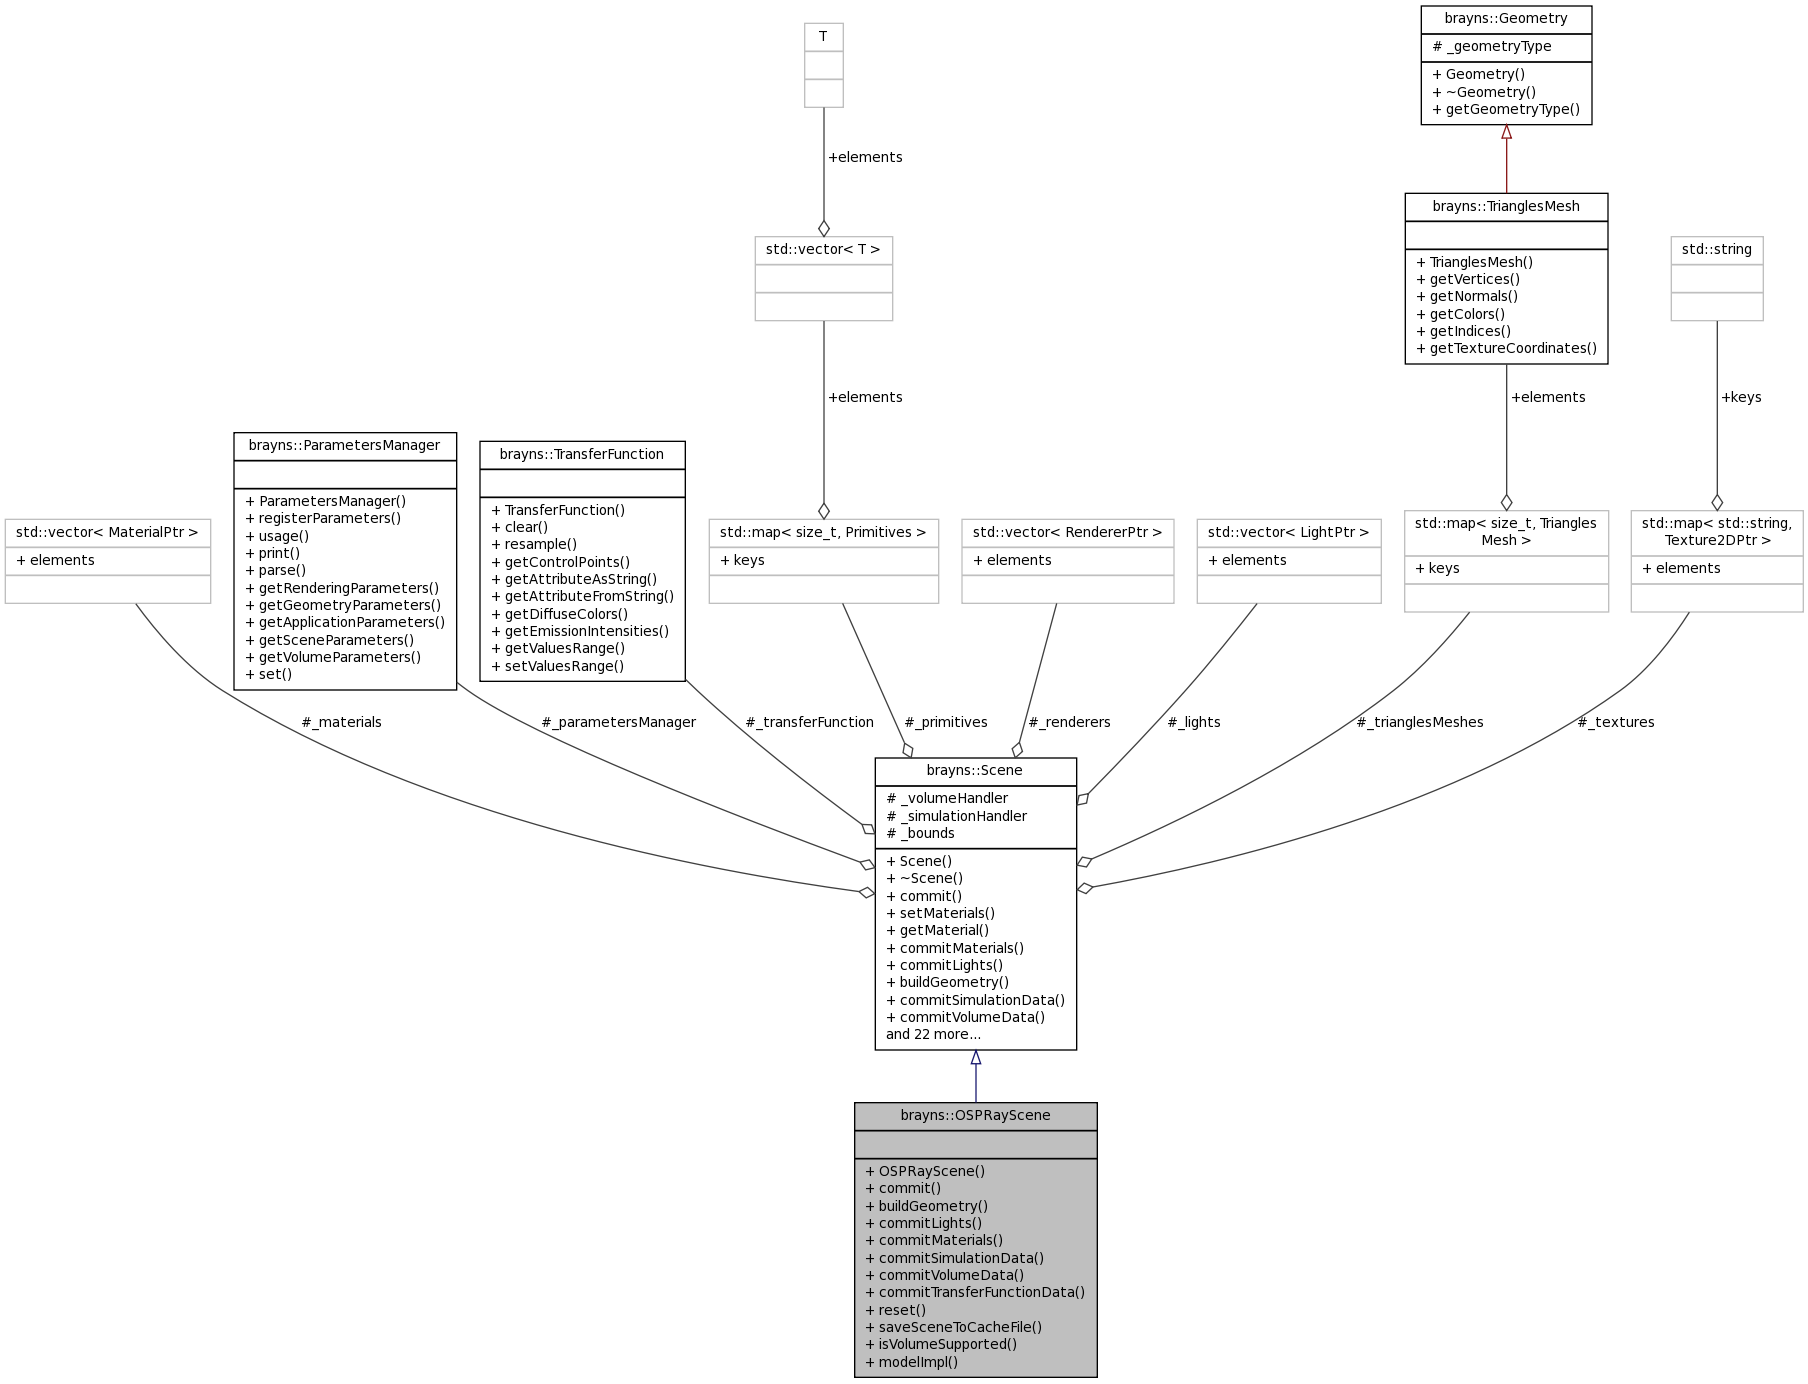 T
brayns::Geometry
# _geometryType
+ Geometry()
+ ~Geometry()
+ getGeometryType()
+elements
std::vector< T >
brayns::TrianglesMesh
+ TrianglesMesh()
+ getVertices()
+ getNormals()
+ getColors()
+ getIndices()
+ getTextureCoordinates()
std::string
+elements
+elements
+keys
std::vector< MaterialPtr >
+ elements
brayns::ParametersManager
+ ParametersManager()
+ registerParameters()
+ usage()
+ print()
+ parse()
+ getRenderingParameters()
+ getGeometryParameters()
+ getApplicationParameters()
+ getSceneParameters()
+ getVolumeParameters()
+ set()
brayns::TransferFunction
+ TransferFunction()
+ clear()
+ resample()
+ getControlPoints()
+ getAttributeAsString()
+ getAttributeFromString()
+ getDiffuseColors()
+ getEmissionIntensities()
+ getValuesRange()
+ setValuesRange()
std::map< size_t, Primitives >
+ keys
std::vector< RendererPtr >
+ elements
std::vector< LightPtr >
+ elements
std::map< size_t, Triangles
Mesh >
+ keys
std::map< std::string,
Texture2DPtr >
+ elements
#_materials
#_parametersManager
#_transferFunction
#_primitives
#_renderers
#_lights
#_trianglesMeshes
#_textures
brayns::Scene
# _volumeHandler
# _simulationHandler
# _bounds
+ Scene()
+ ~Scene()
+ commit()
+ setMaterials()
+ getMaterial()
+ commitMaterials()
+ commitLights()
+ buildGeometry()
+ commitSimulationData()
+ commitVolumeData()
and 22 more...
brayns::OSPRayScene
+ OSPRayScene()
+ commit()
+ buildGeometry()
+ commitLights()
+ commitMaterials()
+ commitSimulationData()
+ commitVolumeData()
+ commitTransferFunctionData()
+ reset()
+ saveSceneToCacheFile()
+ isVolumeSupported()
+ modelImpl()